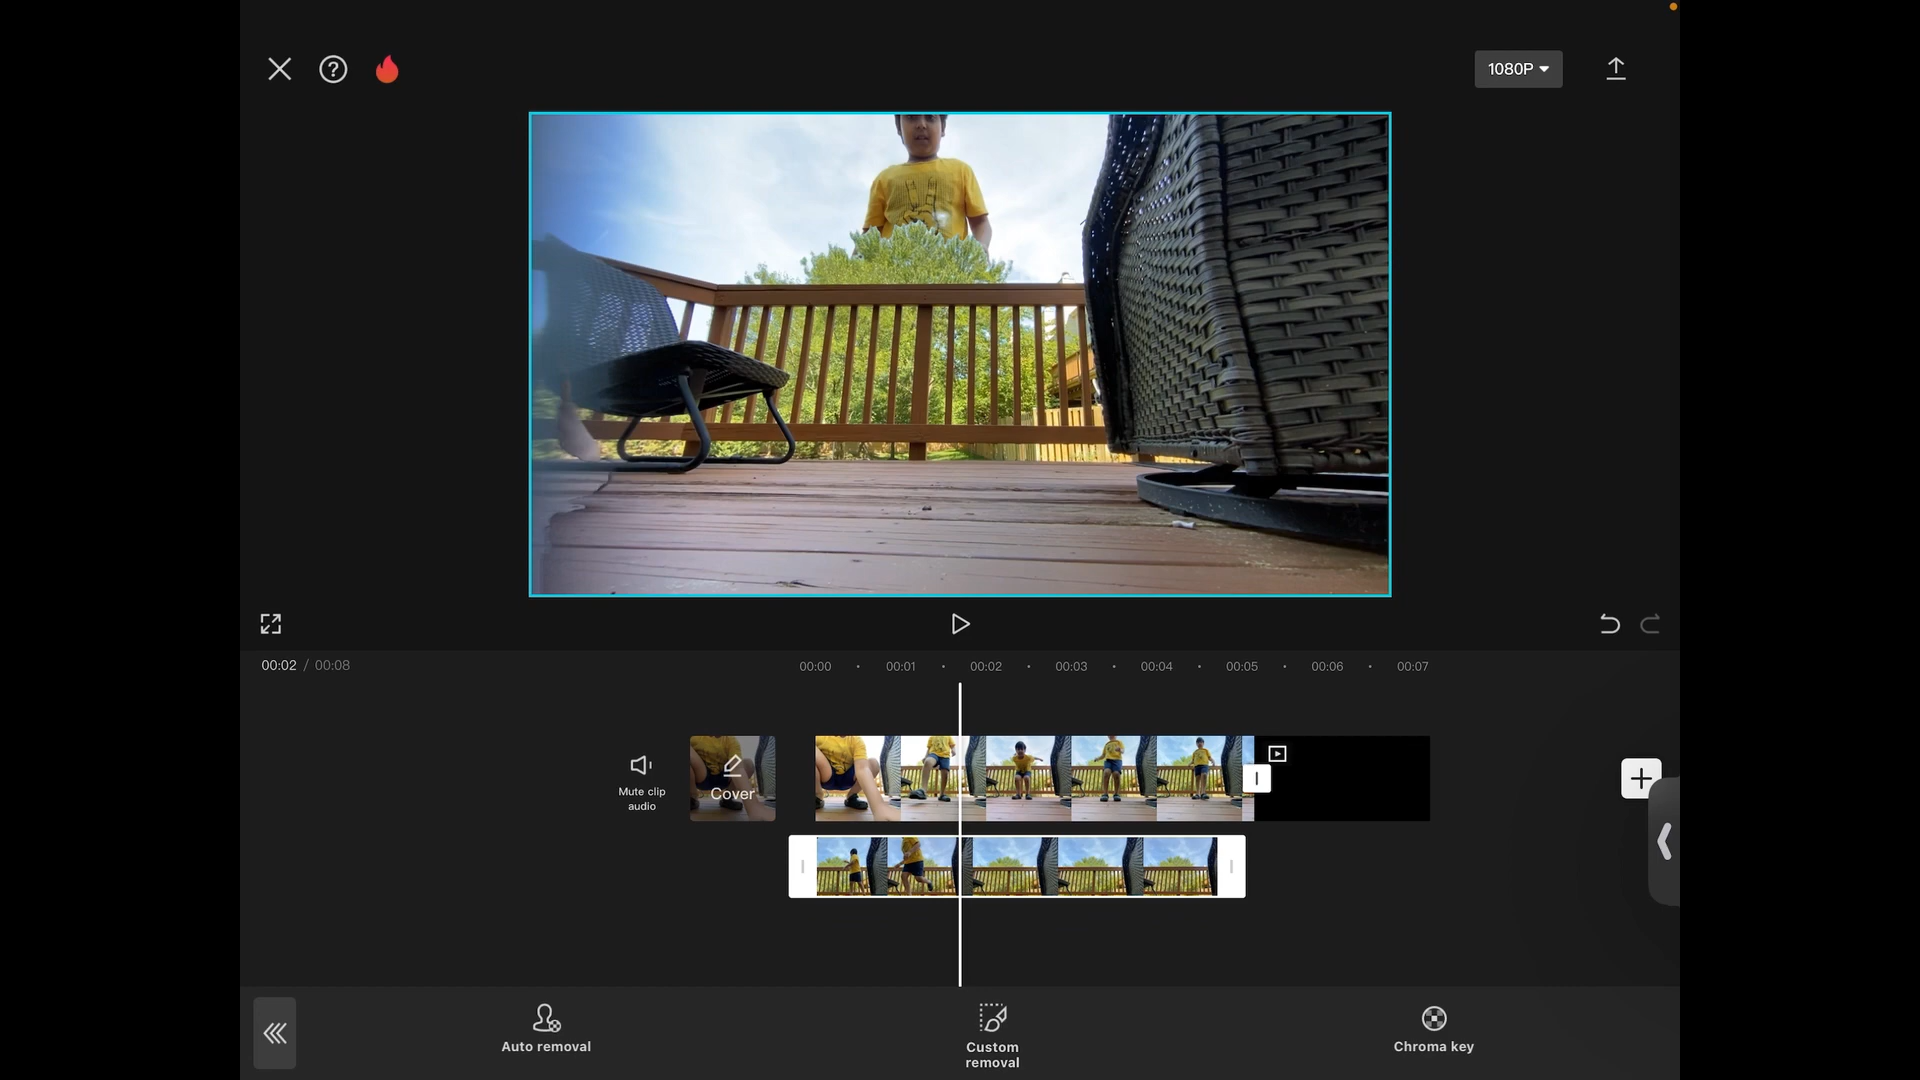 1080P
00:02 / 00:08
00:00 00:01 00:02 00:03 00:04 00:05 00:06 00:07
Mute clip
audio
Cover
Auto removal
Custom
removal
Chroma key